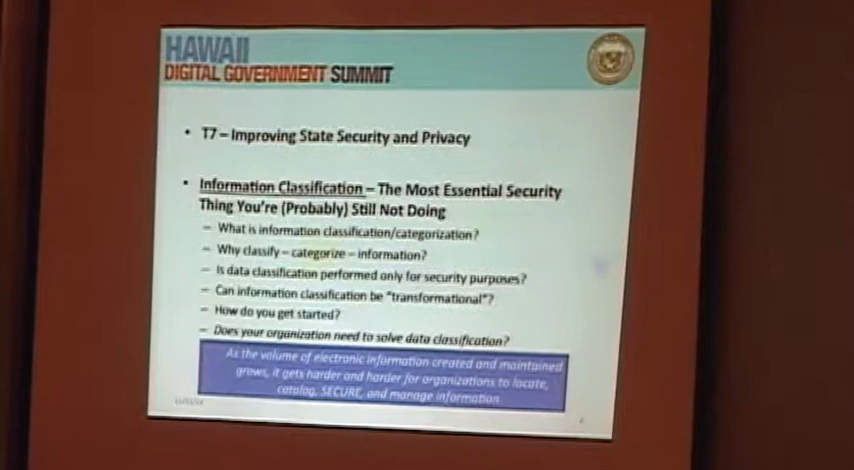 HAWAII
DIGITAL GOVERNMENT SUMMIT
• T7 – Improving State Security and Privacy
• Information Classification – The Most Essential Security
Thing You're (Probably) Still Not Doing
– What is information classification/categorization?
– Why classify – categorize – information?
– Is data classification performed only for security purposes?
– Can information classification be "transformational"?
– How do you get started?
– Does your organization need to solve data classification?
As the volume of electronic information created and maintained
grows, it gets harder and harder for organizations to locate,
catalog, SECURE, and manage information.